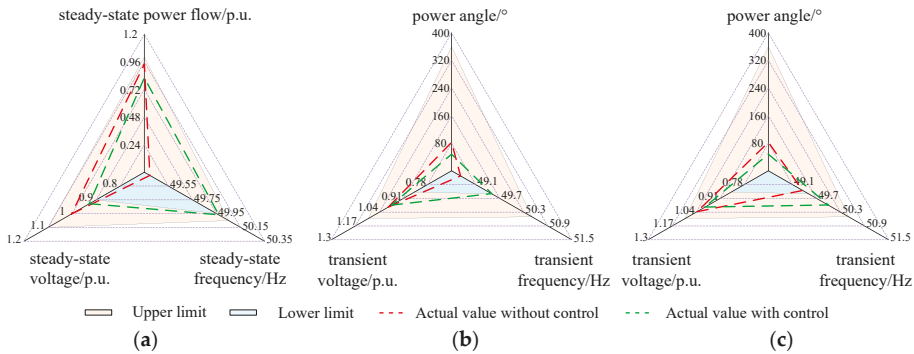 (a)
steady-state power flow/p.u.
1.2
0.96
0.72
0.48
0.24
0.8
0.9
1
1.1
1.2
49.55
49.75
49.95
50.15
50.35
steady-state
voltage/p.u.
steady-state
frequency/Hz
power angle/°
400
320
240
160
80
0.78
0.91
1.04
1.17
1.3
49.1
49.7
50.3
50.9
51.5
transient
voltage/p.u.
transient
frequency/Hz
power angle/°
400
320
240
160
80
0.78
0.91
1.04
1.17
1.3
49.1
49.7
50.3
50.9
51.5
transient
voltage/p.u.
transient
frequency/Hz
Upper limit Lower limit Actual value without control Actual value with control
(a) (b) (c)